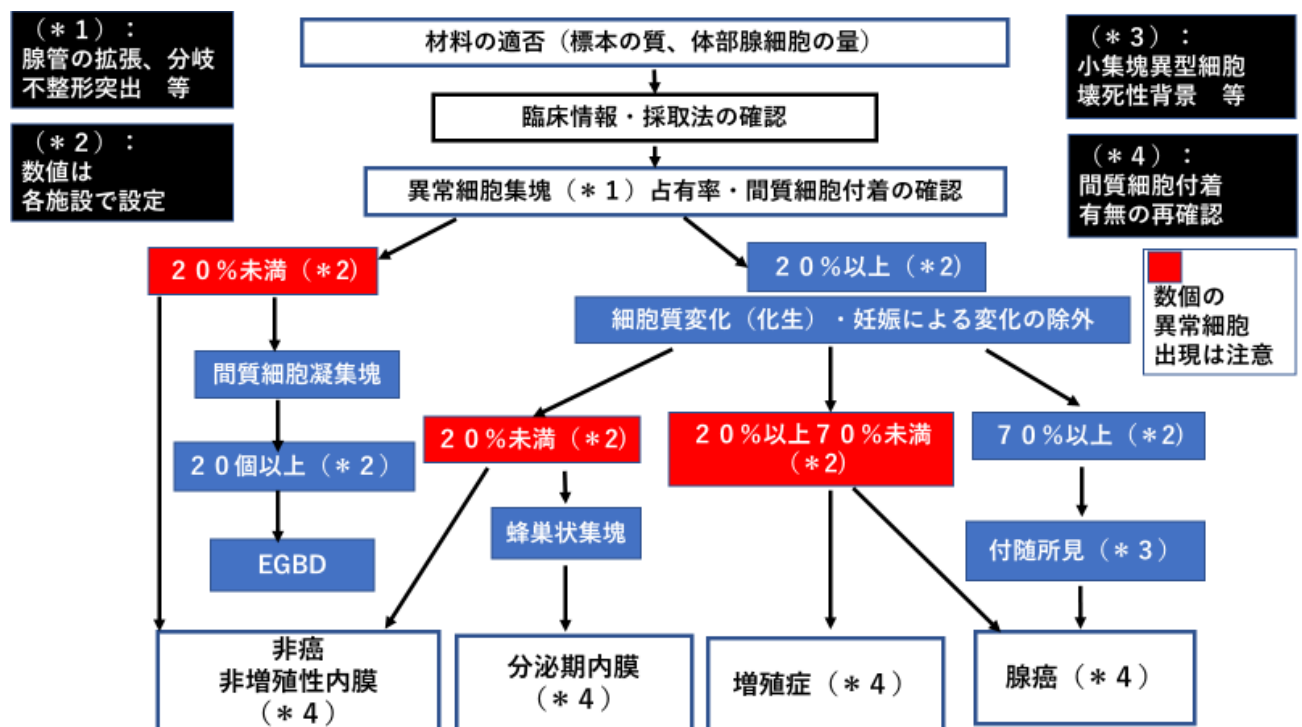 (＊１)：
腺管の拡張、分岐
不整形突出　等
(＊２)：
数値は
各施設で設定
材料の適否（標本の質、体部腺細胞の量）
臨床情報・採取法の確認
異常細胞集塊（＊１）占有率・間質細胞付着の確認
(＊３)：
小集塊異型細胞
壊死性背景　等
(＊４)：
間質細胞付着
有無の再確認
数個の
異常細胞
出現は注意
２０%未満（＊2)
２０%以上（＊2)
細胞質変化（化生）・妊娠による変化の除外
間質細胞凝集塊
２０%未満（＊2)
２０%以上７０%未満
（＊2)
７０%以上（＊2)
２０個以上（＊２）
蜂巣状集塊
付随所見（＊３）
EGBD
非癌
非増殖性内膜
（＊４）
分泌期内膜
（＊４）
増殖症（＊４）
腺癌（＊４）